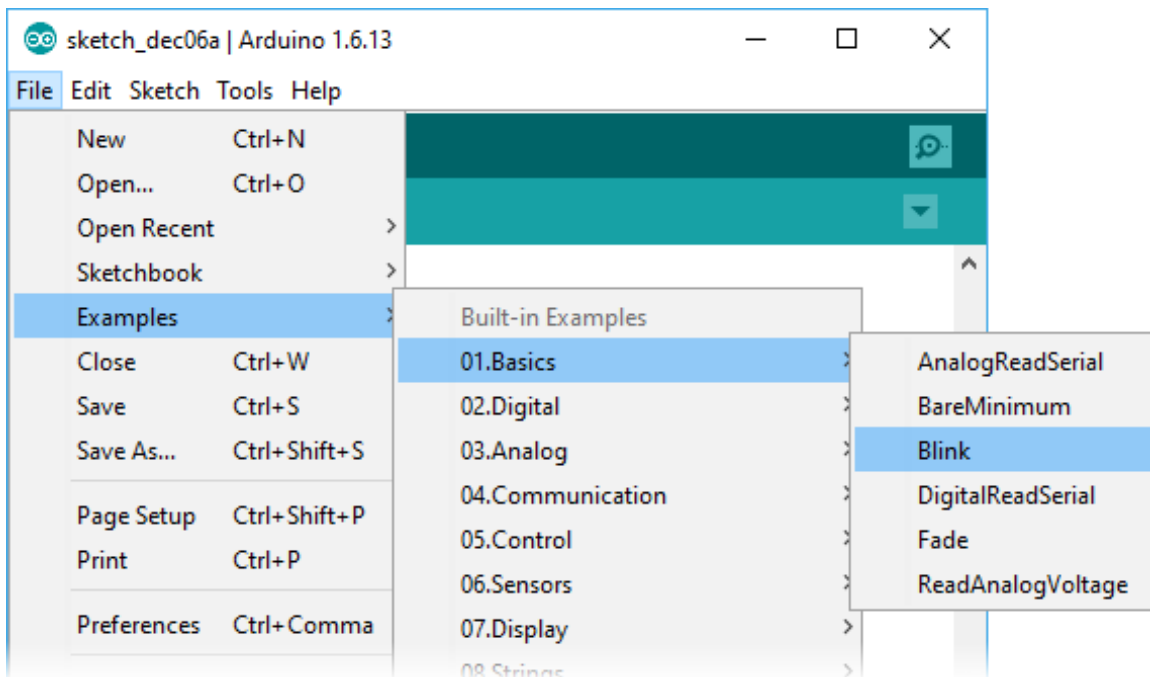 sketch_dec06a | Arduino 1.6.13
File Edit Sketch Tools Help
New Ctrl+N
Open... Ctrl+O
Open Recent
Sketchbook
Examples
Close Ctrl+W
Save Ctrl+S
Save As... Ctrl+Shift+S
Page Setup Ctrl+Shift+P
Print Ctrl+P
Preferences Ctrl+Comma
Built-in Examples
01.Basics
02.Digital
03.Analog
04.Communication
05.Control
06.Sensors
07.Display
08 Strings
AnalogReadSerial
BareMinimum
Blink
DigitalReadSerial
Fade
ReadAnalogVoltage